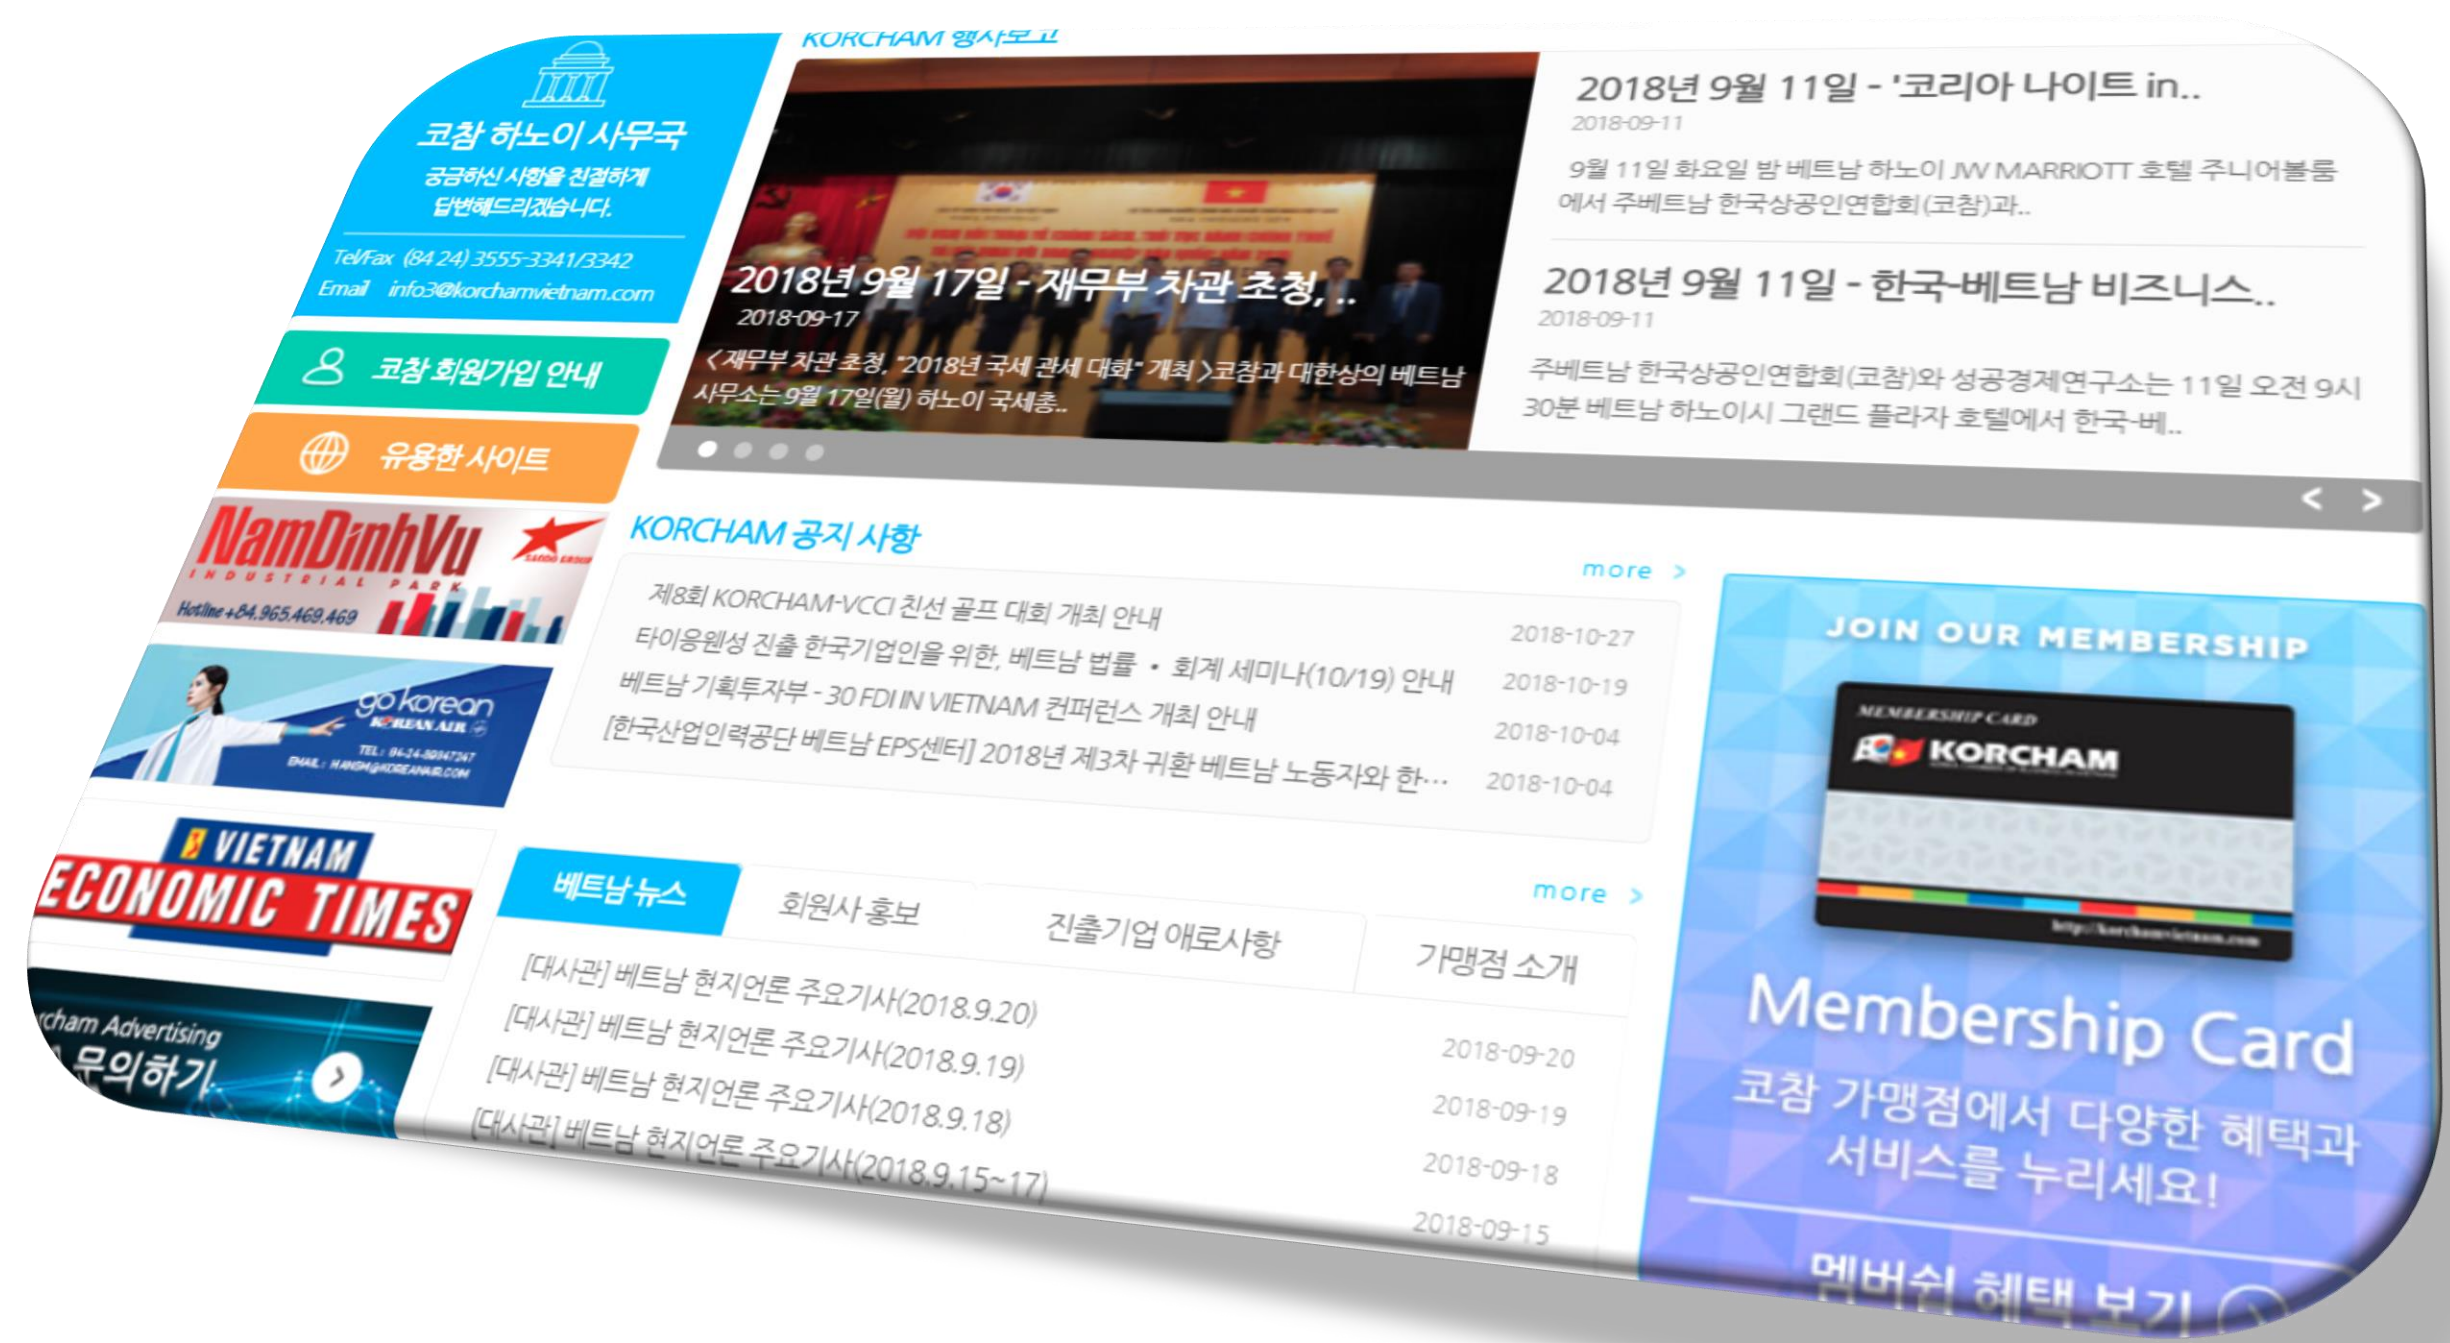 KORCHAM 행사보고
코참 하노이 사무국
궁금하신 사항을 친절하게
답변해드리겠습니다.
Tel/Fax (84 24) 3555-3341/3342
Email info3@korchamvietnam.com
코참 회원가입 안내
유용한 사이트
NamDinhVu
INDUSTRIAL PARK
SAODO GROUP
Hotline +84.965.469.469
go korean
KOREAN AIR
VIETNAM
ECONOMIC TIMES
rcham Advertising
문의하기
2018년 9월 17일 - 재무부 차관 초청, ..
2018-09-17
<재무부 차관 초청, "2018년 국세 관세 대화" 개최 >코참과 대한상의 베트남
사무소는 9월 17일(월) 하노이 국세총..
2018년 9월 11일 - '코리아 나이트 in..
2018-09-11
9월 11일 화요일 밤 베트남 하노이 JW MARRIOTT 호텔 주니어볼룸
에서 주베트남 한국상공인연합회(코참)과..
2018년 9월 11일 - 한국-베트남 비즈니스..
2018-09-11
주베트남 한국상공인연합회(코참)와 성공경제연구소는 11일 오전 9시
30분 베트남 하노이시 그랜드 플라자 호텔에서 한국-베..
< >
KORCHAM 공지 사항
more >
제8회 KORCHAM-VCCI 친선 골프 대회 개최 안내 2018-10-27
타이응웬성 진출 한국기업인을 위한, 베트남 법률 • 회계 세미나(10/19) 안내 2018-10-19
베트남 기획투자부 - 30 FDI IN VIETNAM 컨퍼런스 개최 안내 2018-10-04
[한국산업인력공단 베트남 EPS센터] 2018년 제3차 귀환 베트남 노동자와 한… 2018-10-04
more >
베트남 뉴스 회원사 홍보 진출기업 애로사항 가맹점 소개
[대사관] 베트남 현지언론 주요기사(2018.9.20) 2018-09-20
[대사관] 베트남 현지언론 주요기사(2018.9.19) 2018-09-19
[대사관] 베트남 현지언론 주요기사(2018.9.18) 2018-09-18
[대사관] 베트남 현지언론 주요기사(2018.9.15~17) 2018-09-15
JOIN OUR MEMBERSHIP
MEMBERSHIP CARD
KORCHAM
http://korchamvietnam.com
Membership Card
코참 가맹점에서 다양한 혜택과
서비스를 누리세요!
멤버쉽 혜택 보기